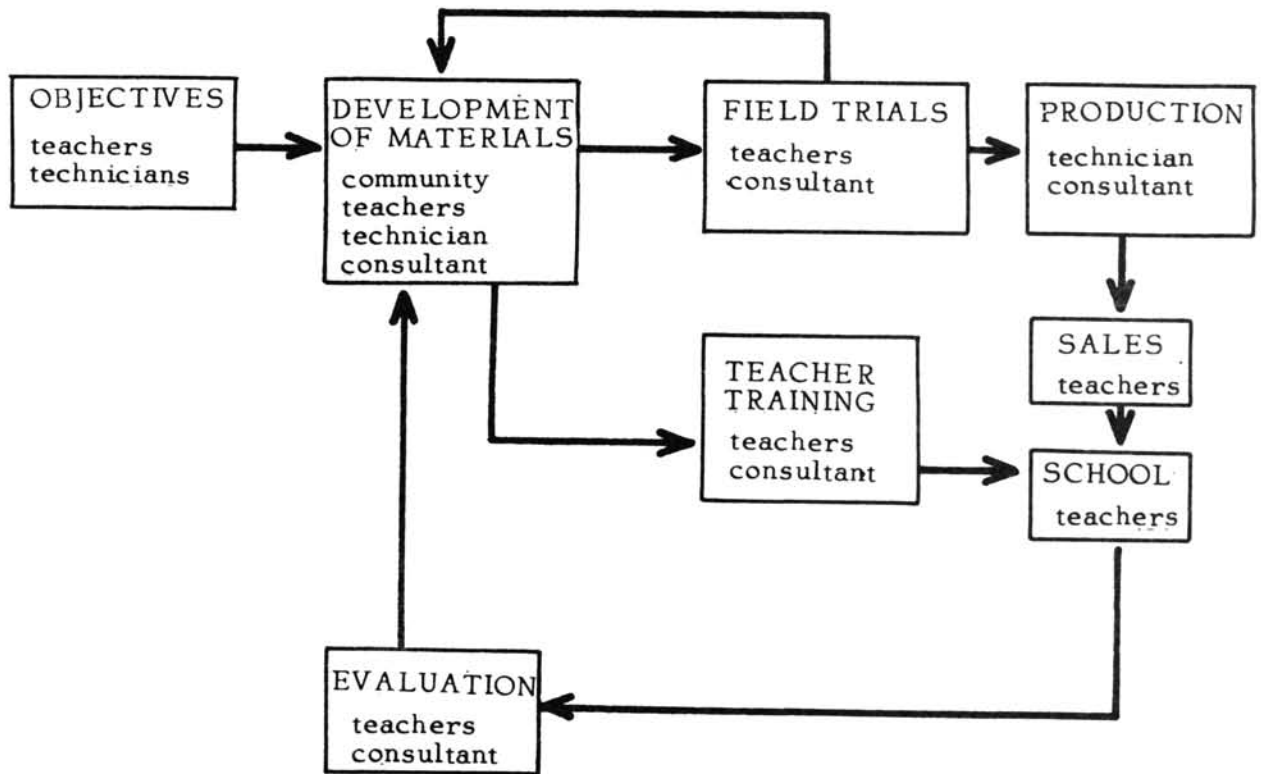 OBJECTIVES
teachers
technicians
DEVELOPMENT
OF MATERIALS
community
teachers
technician
consultant
FIELD TRIALS
teachers
consultant
PRODUCTION
technician
consultant
TEACHER
TRAINING
teachers
consultant
SALES
teachers
SCHOOL
teachers
EVALUATION
teachers
consultant